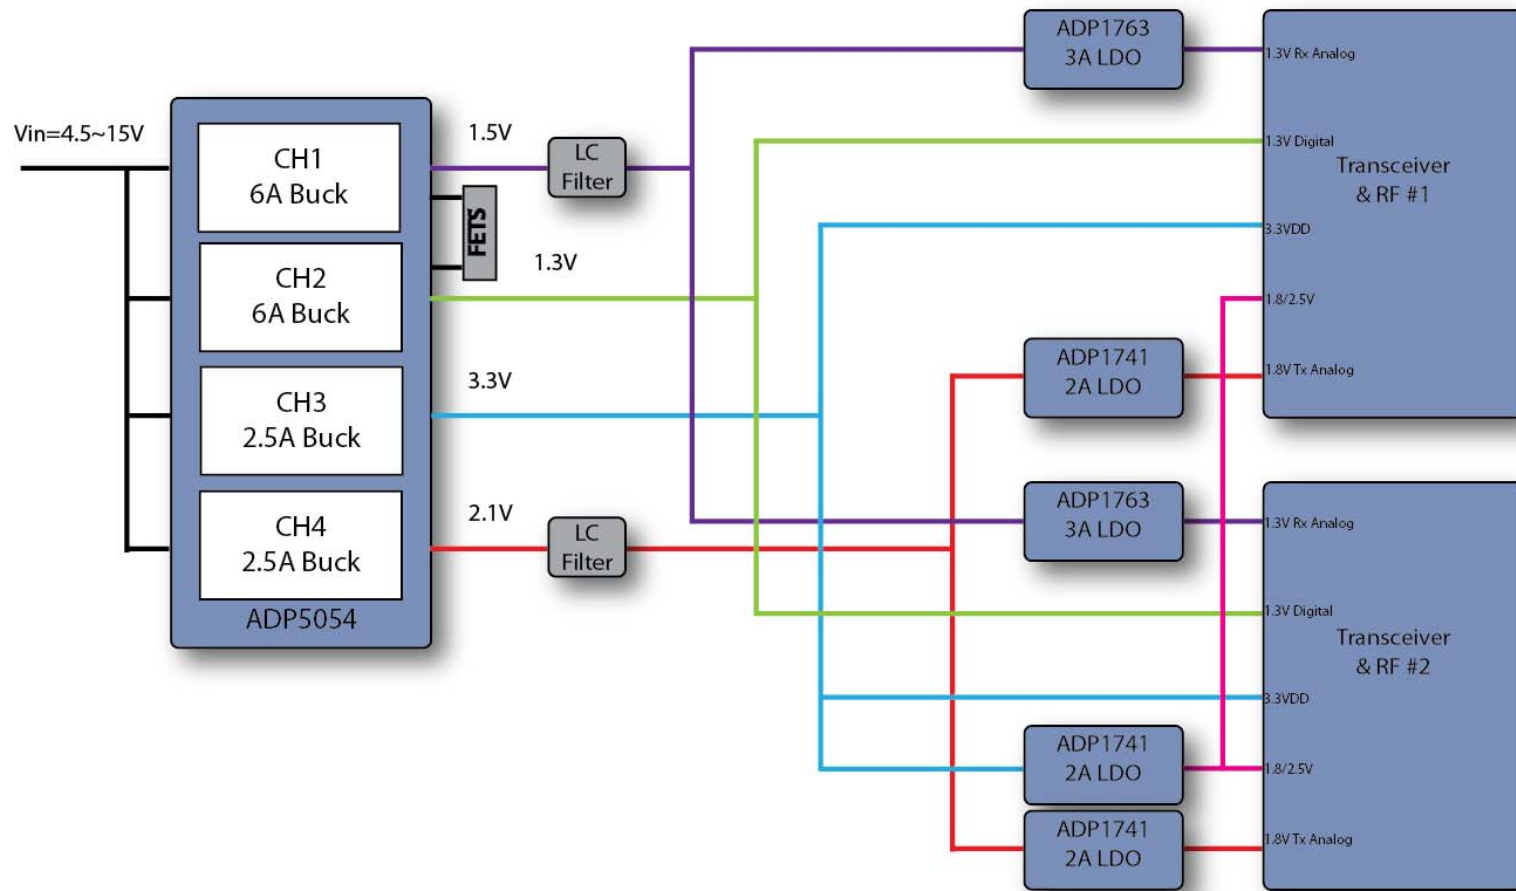 Vin=4.5~15V
CH1
6A Buck
CH2
6A Buck
CH3
2.5A Buck
CH4
2.5A Buck
ADP5054
1.5V
FETS
1.3V
3.3V
2.1V
LC
Filter
LC
Filter
ADP1763
3A LDO
ADP1741
2A LDO
ADP1763
3A LDO
ADP1741
2A LDO
ADP1741
2A LDO
1.3V Rx Analog
1.3V Digital
Transceiver
& RF #1
3.3VDD
1.8/2.5V
1.8V Tx Analog
1.3V Rx Analog
1.3V Digital
Transceiver
& RF #2
3.3VDD
1.8/2.5V
1.8V Tx Analog